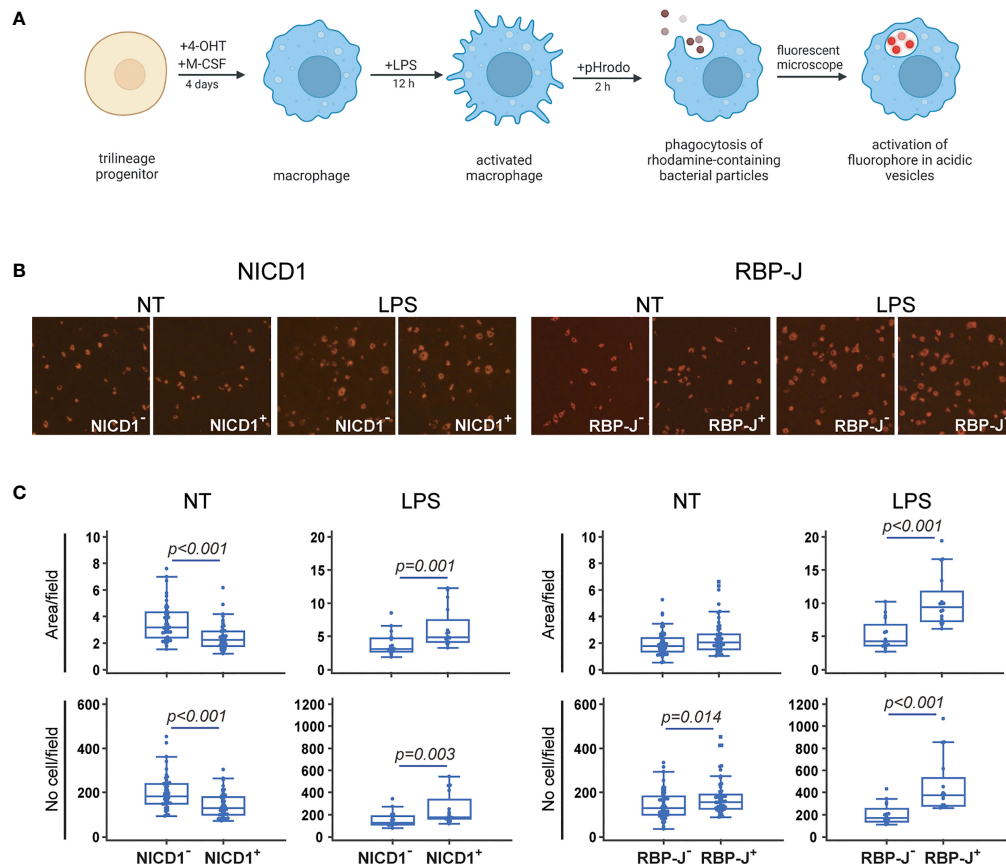 A
+4-OHT
+M-CSF
4 days
+LPS
12 h
+pHrodo
2 h
fluorescent
microscope
trilineage
progenitor
macrophage
activated
macrophage
phagocytosis of
rhodamine-containing
bacterial particles
activation of
fluorophore in acidic
vesicles
B
NICD1
RBP-J
NT
LPS
NT
LPS
NICD1-
NICD1+
NICD1-
NICD1+
RBP-J-
RBP-J+
RBP-J-
RBP-J
C
NT
LPS
NT
LPS
Area/field
10
8
6
4
2
0
p<0.001
20
15
10
5
0
p=0.001
10
8
6
4
2
0
20
15
10
5
0
p<0.001
No cell/field
600
400
200
0
p<0.001
NICD1-
NICD1+
1200
1000
800
600
400
200
0
p=0.003
NICD1-
NICD1+
600
400
200
0
p=0.014
RBP-J-
RBP-J+
1200
1000
800
600
400
200
0
p<0.001
RBP-J-
RBP-J+